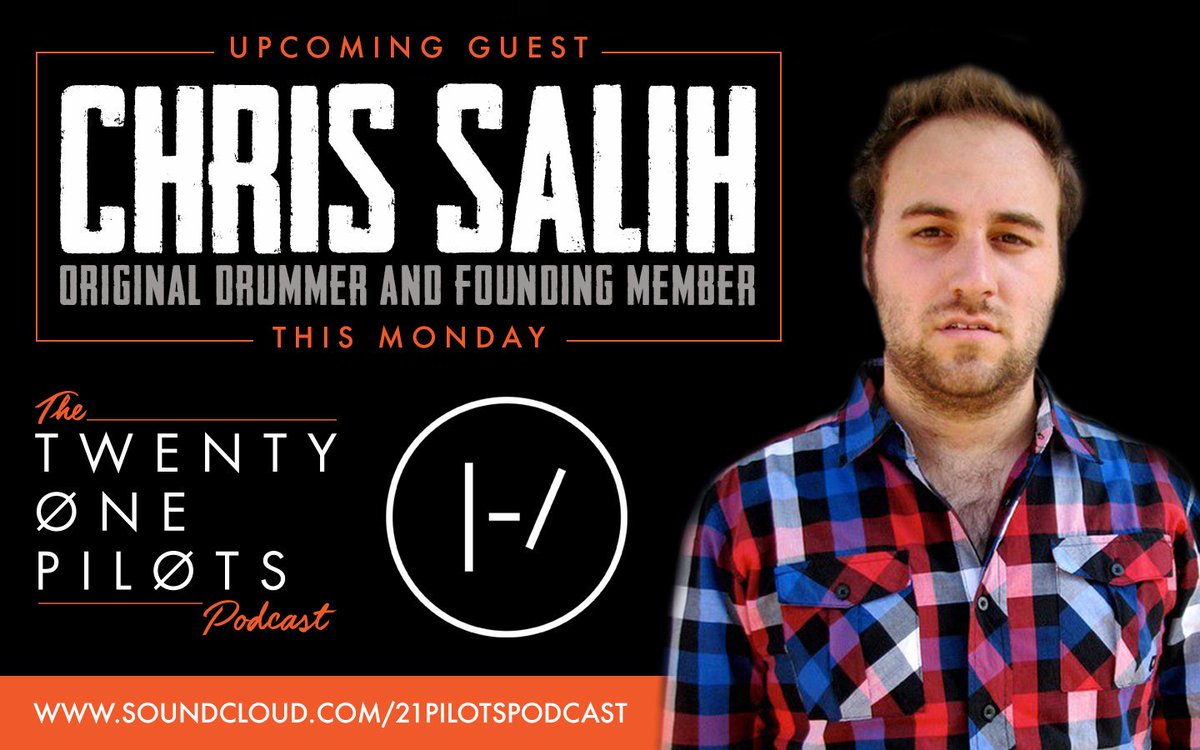 UPCOMING GUEST
CHRIS SALIH
ORIGINAL DRUMMER AND FOUNDING MEMBER
THIS MONDAY
The
TWENTY
ØNE
PILØTS
Podcast
|-/
WWW.SOUNDCLOUD.COM/21PILOTSPODCAST